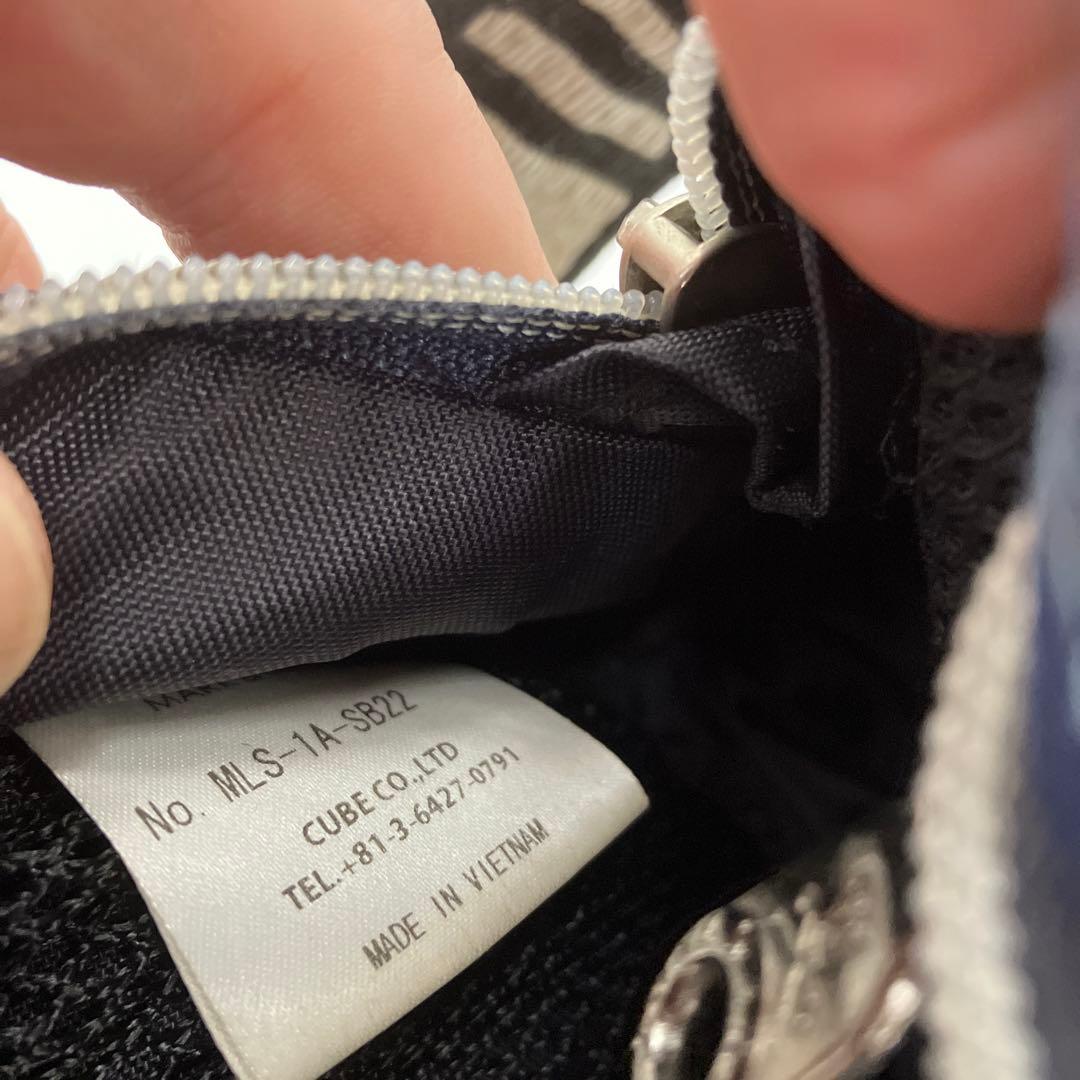 No. MLS-1A-SB22
CUBE CO.,LTD
TEL.+81-3-6427-0791
MADE IN VIETNAM